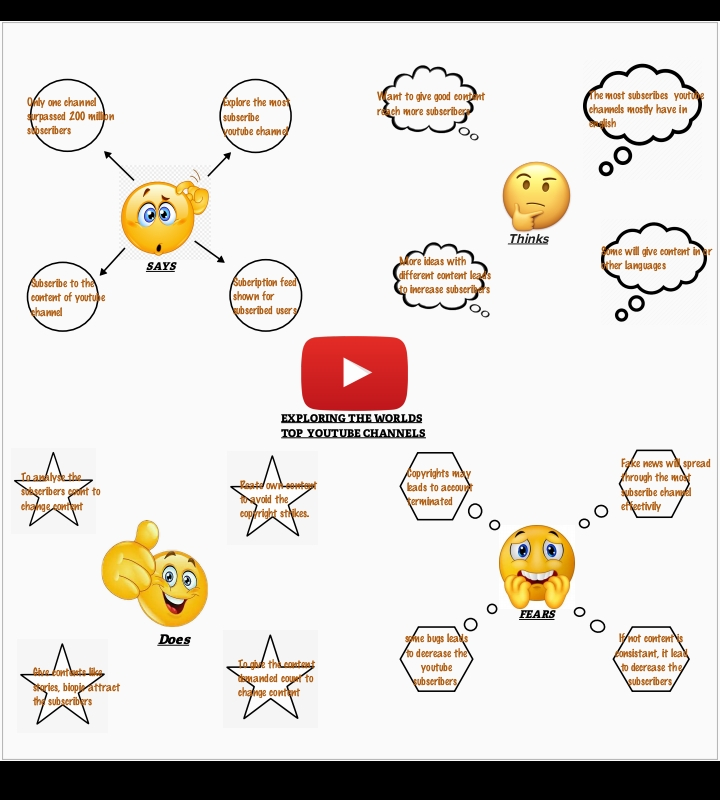 Only one channel
surpassed 200 million
subscribers
Explore the most
subscribe
youtube channel
SAYS
Subscribe to the
content of youtube
channel
Subcription feed
shown for
subscribed users
Want to give good content
reach more subscribers
The most subscribes youtube
channels mostly have in
english
Thinks
More ideas with
different content leads
to increase subscribers
Some will give content in or
other languages
EXPLORING THE WORLDS
TOP YOUTUBE CHANNELS
To analyse the
subscribers count to
change content
own content
to avoid the
copyright strikes.
Does
Give contents like
stories, biopic attract
the subscribers
To give the content
demanded count to
change content
Copyrights may
leads to account
terminated
Fake news will spread
through the most
subscribe channel
effectivily
FEARS
some bugs leads
to decrease the
youtube
subscribers
If not content is
consistant, it lead
to decrease the
subscribers